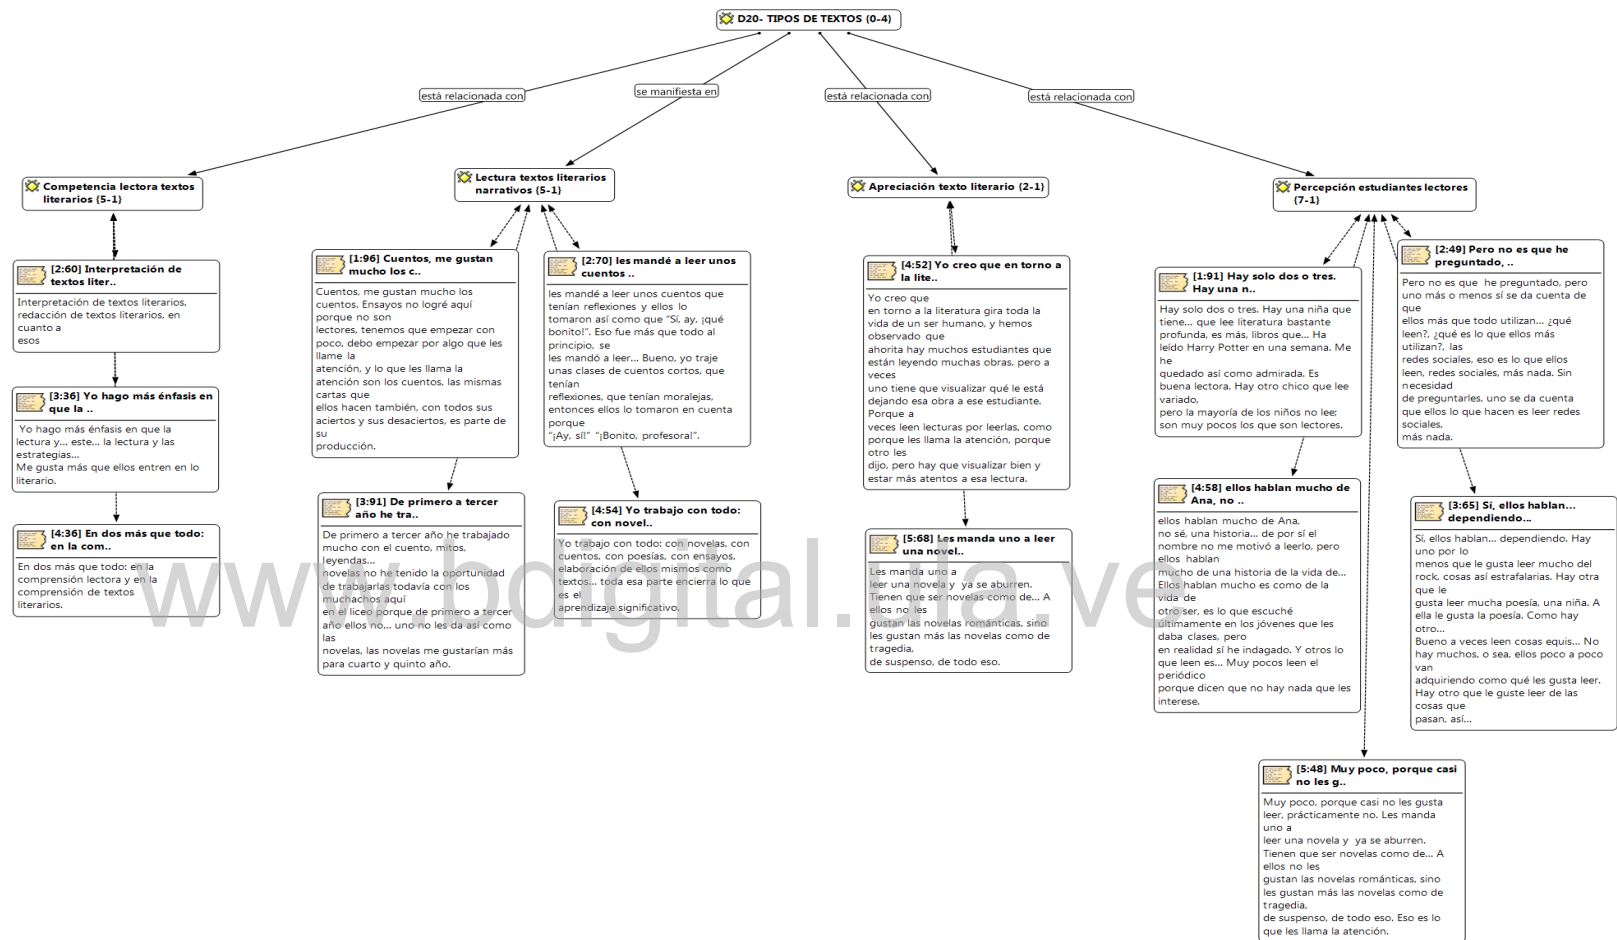 D20- TIPOS DE TEXTOS {0-4}
está relacionada con
se manifiesta en
está relacionada con
está relacionada con
Competencia lectora textos
literarios {5-1}
[2:60] Interpretación de
textos liter..
Interpretación de textos literarios,
redacción de textos literarios, en
cuanto a
esos
[3:36] Yo hago más énfasis en
que la ..
Yo hago más énfasis en que la
lectura y... este... la lectura y las
estrategias...
Me gusta más que ellos entren en lo
literario.
[4:36] En dos más que todo:
en la com..
En dos más que todo: en la
comprensión lectora y en la
comprensión de textos
literarios.
Lectura textos literarios
narrativos {5-1}
[1:96] Cuentos, me gustan
mucho los c..
Cuentos, me gustan mucho los
cuentos. Ensayos no logré aquí
porque no son
lectores, tenemos que empezar con
poco, debo empezar por algo que les
llame la
atención, y lo que les llama la
atención son los cuentos, las mismas
cartas que
ellos hacen también, con todos sus
aciertos y sus desaciertos, es parte de
su
producción.
[3:91] De primero a tercer
año he tra..
De primero a tercer año he trabajado
mucho con el cuento, mitos,
leyendas...
novelas no he tenido la oportunidad
de trabajarlas todavía con los
muchachos aquí
en el liceo porque de primero a tercer
año ellos no... uno no les da así como
las
novelas, las novelas me gustarían más
para cuarto y quinto año.
[2:70] les mandé a leer unos
cuentos ..
les mandé a leer unos cuentos que
tenían reflexiones y ellos lo
tomaron así como que "Sí, ay, ¡qué
bonito!". Eso fue más que todo al
principio, se
les mandó a leer... Bueno, yo traje
unas clases de cuentos cortos, que
tenían
reflexiones, que tenían moralejas,
entonces ellos lo tomaron en cuenta
porque
"¡Ay, sí!" "¡Bonito, profesora!".
[4:54] Yo trabajo con todo:
con novel..
Yo trabajo con todo: con novelas, con
cuentos, con poesías, con ensayos,
elaboración de ellos mismos como
textos... toda esa parte encierra lo que
es el
aprendizaje significativo.
Apreciación texto literario {2-1}
[4:52] Yo creo que en torno a
la lite..
Yo creo que
en torno a la literatura gira toda la
vida de un ser humano, y hemos
observado que
ahorita hay muchos estudiantes que
están leyendo muchas obras, pero a
veces
uno tiene que visualizar qué le está
dejando esa obra a ese estudiante.
Porque a
veces leen lecturas por leerlas, como
porque les llama la atención, porque
otro les
dijo, pero hay que visualizar bien y
estar más atentos a esa lectura.
[5:68] Les manda uno a leer
una novel..
Les manda uno a
leer una novela y ya se aburren.
Tienen que ser novelas como de... A
ellos no les
gustan las novelas románticas, sino
les gustan más las novelas como de
tragedia,
de suspenso, de todo eso.
Percepción estudiantes lectores
{7-1}
[1:91] Hay solo dos o tres.
Hay una n..
Hay solo dos o tres. Hay una niña que
tiene... que lee literatura bastante
profunda, es más, libros que... Ha
leído Harry Potter en una semana. Me
he
quedado así como admirada. Es
buena lectora. Hay otro chico que lee
variado,
pero la mayoría de los niños no lee;
son muy pocos los que son lectores.
[4:58] ellos hablan mucho de
Ana, no ..
ellos hablan mucho de Ana,
no sé, una historia... de por sí el
nombre no me motivó a leerlo, pero
ellos hablan
mucho de una historia de la vida de...
Ellos hablan mucho es como de la
vida de
otro ser, es lo que escuché
últimamente en los jóvenes que les
daba clases, pero
en realidad sí he indagado. Y otros lo
que leen es... Muy pocos leen el
periódico
porque dicen que no hay nada que les
interese.
[2:49] Pero no es que he
preguntado, ..
Pero no es que he preguntado, pero
uno más o menos sí se da cuenta de
que
ellos más que todo utilizan... ¿qué
leen?, ¿qué es lo que ellos más
utilizan?, las
redes sociales, eso es lo que ellos
leen, redes sociales, más nada. Sin
necesidad
de preguntarles, uno se da cuenta
que ellos lo que hacen es leer redes
sociales,
más nada.
[3:65] Sí, ellos hablan...
dependiendo...
Sí, ellos hablan... dependiendo. Hay
uno por lo
menos que le gusta leer mucho del
rock, cosas así estrafalarias. Hay otra
que le
gusta leer mucha poesía, una niña. A
ella le gusta la poesía. Como hay
otro...
Bueno a veces leen cosas equis... No
hay muchos, o sea, ellos poco a poco
van
adquiriendo como qué les gusta leer.
Hay otro que le guste leer de las
cosas que
pasan, así...
[5:48] Muy poco, porque casi
no les g..
Muy poco, porque casi no les gusta
leer, prácticamente no. Les manda
uno a
leer una novela y ya se aburren.
Tienen que ser novelas como de... A
ellos no les
gustan las novelas románticas, sino
les gustan más las novelas como de
tragedia,
de suspenso, de todo eso. Eso es lo
que les llama la atención.
www.bdigital.ula.ve